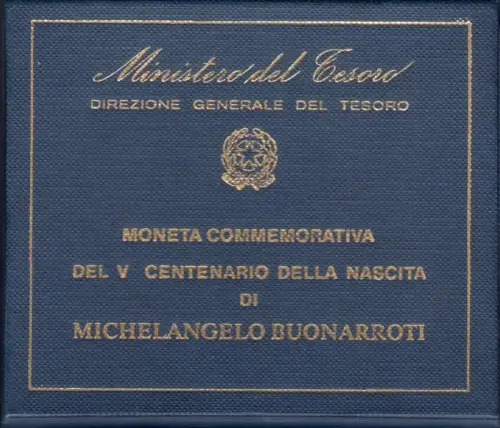 Ministero del Tesoro
DIREZIONE GENERALE DEL TESORO
MONETA COMMEMORATIVA
DEL V CENTENARIO DELLA NASCITA
DI
MICHELANGELO BUONARROTI